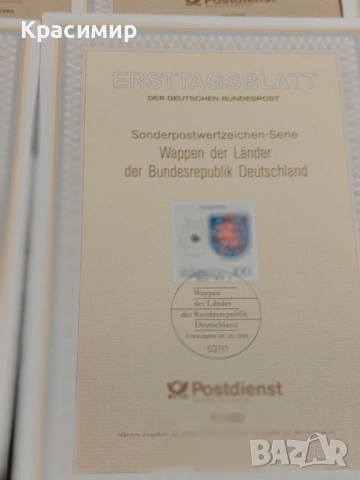 Красимир
ERSTTAGSBLATT
DER DEUTSCHEN BUNDESPOST
Sonderpostwertzeichen-Serie
Wappen der Länder
der Bundesrepublik Deutschland
100
Wappen
der Länder
der Bundesrepublik
Deutschland
53111
Postdienst
bazar